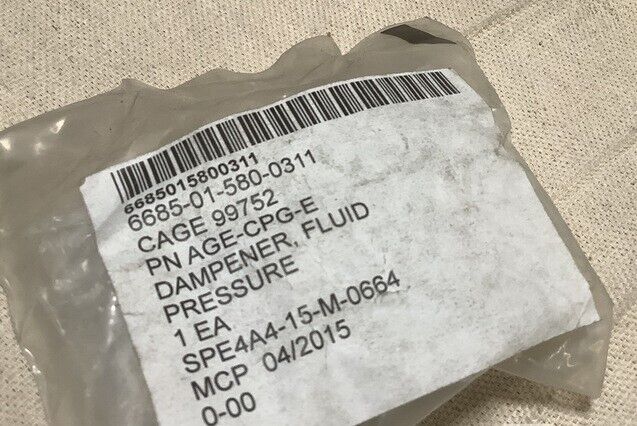 6685015800311
6685-01-580-0311
CAGE 99752
PN AGE-CPG-E
DAMPENER, FLUID
PRESSURE
1 EA
SPE4A4-15-M-0664
MCP 04/2015
0-00